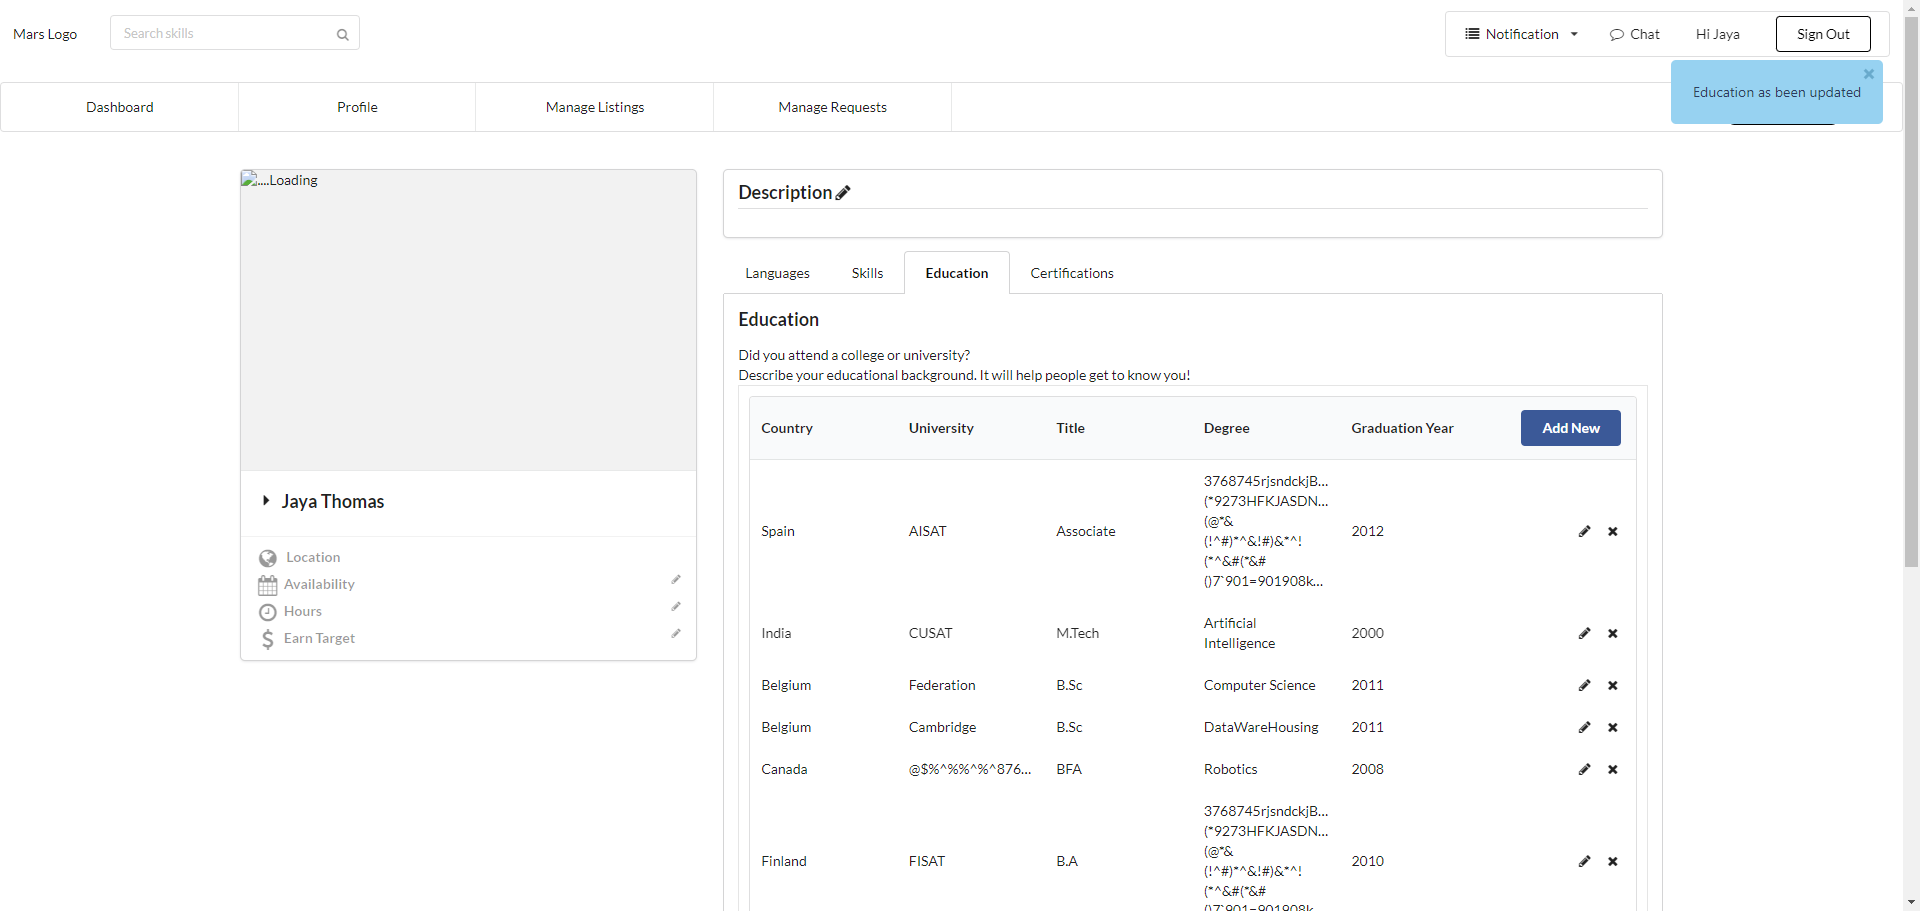 Mars Logo
Search skills
Notification
Chat
Hi Jaya
Sign Out
Education as been updated
Dashboard
Profile
Manage Listings
Manage Requests
....Loading
Jaya Thomas
Location
Availability
Hours
Earn Target
Description
Languages
Skills
Education
Certifications
Education
Did you attend a college or university?
Describe your educational background. It will help people get to know you!
Country University Title Degree Graduation Year Add New
3768745rjsndckjB...
(*9273HFKJASDN...
(@*&
Spain AISAT Associate 2012
(!^#)*^&!#)&*^!
(*^&#(*&#
()7`901=901908k...
Artificial
India CUSAT M.Tech 2000
Intelligence
Belgium Federation B.Sc Computer Science 2011
Belgium Cambridge B.Sc DataWareHousing 2011
Canada @$%^%%^%^876... BFA Robotics 2008
3768745rjsndckjB...
(*9273HFKJASDN...
(@*&
Finland FISAT B.A 2010
(!^#)*^&!#)&*^!
(*^&#(*&#
()7`901=901908k...